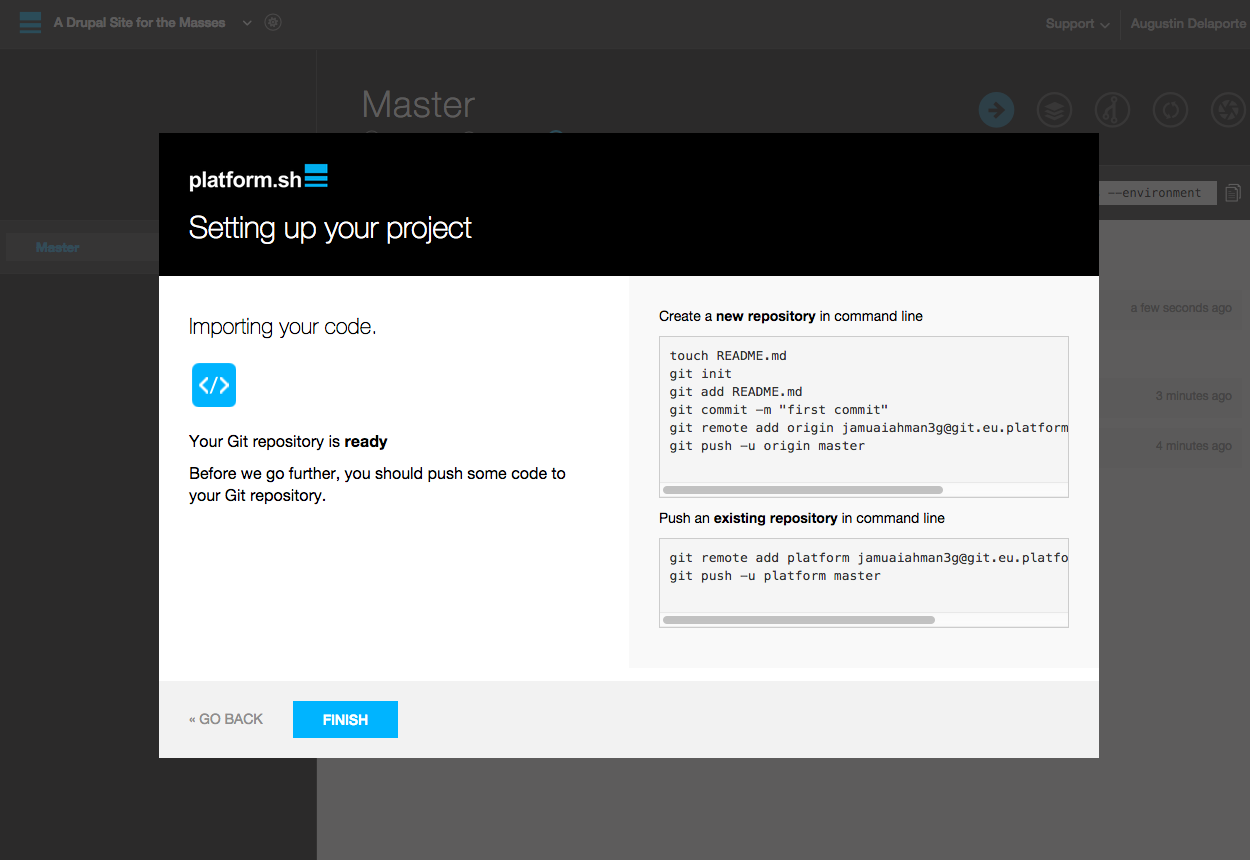 A Drupal Site for the Masses
Support
Augustin Delaporte
Master
--environment
Master
a few seconds ago
3 minutes ago
4 minutes ago
platform.sh
Setting up your project
Importing your code.
</>
Your Git repository is ready
Before we go further, you should push some code to
your Git repository.
Create a new repository in command line
touch README.md
git init
git add README.md
git commit -m "first commit"
git remote add origin jamuaiahman3g@git.eu.platform
git push -u origin master
Push an existing repository in command line
git remote add platform jamuaiahman3g@git.eu.platfo
git push -u platform master
« GO BACK
FINISH